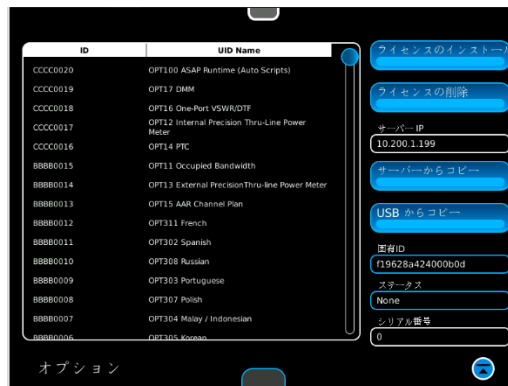 ID UID Name
CCCC0020 OPT100 ASAP Runtime (Auto Scripts)
CCCC0019 OPT17 DMM
CCCC0018 OPT16 One-Port VSWR/DTF
CCCC0017 OPT12 Internal Precision Thru-Line Power
Meter
CCCC0016 OPT14 PTC
BBBB0015 OPT11 Occupied Bandwidth
BBBB0014 OPT13 External PrecisionThru-line Power Meter
BBBB0013 OPT15 AAR Channel Plan
BBBB0012 OPT311 French
BBBB0011 OPT302 Spanish
BBBB0010 OPT308 Russian
BBBB0009 OPT303 Portuguese
BBBB0008 OPT307 Polish
BBBB0007 OPT304 Malay / Indonesian
BBBB0006 OPT305 Korean
ライセンスのインストール
ライセンスの削除
サーバー IP
10.200.1.199
サーバーからコピー
USB からコピー
固有ID
f19628a424000b0d
ステータス
None
シリアル番号
0
オプション